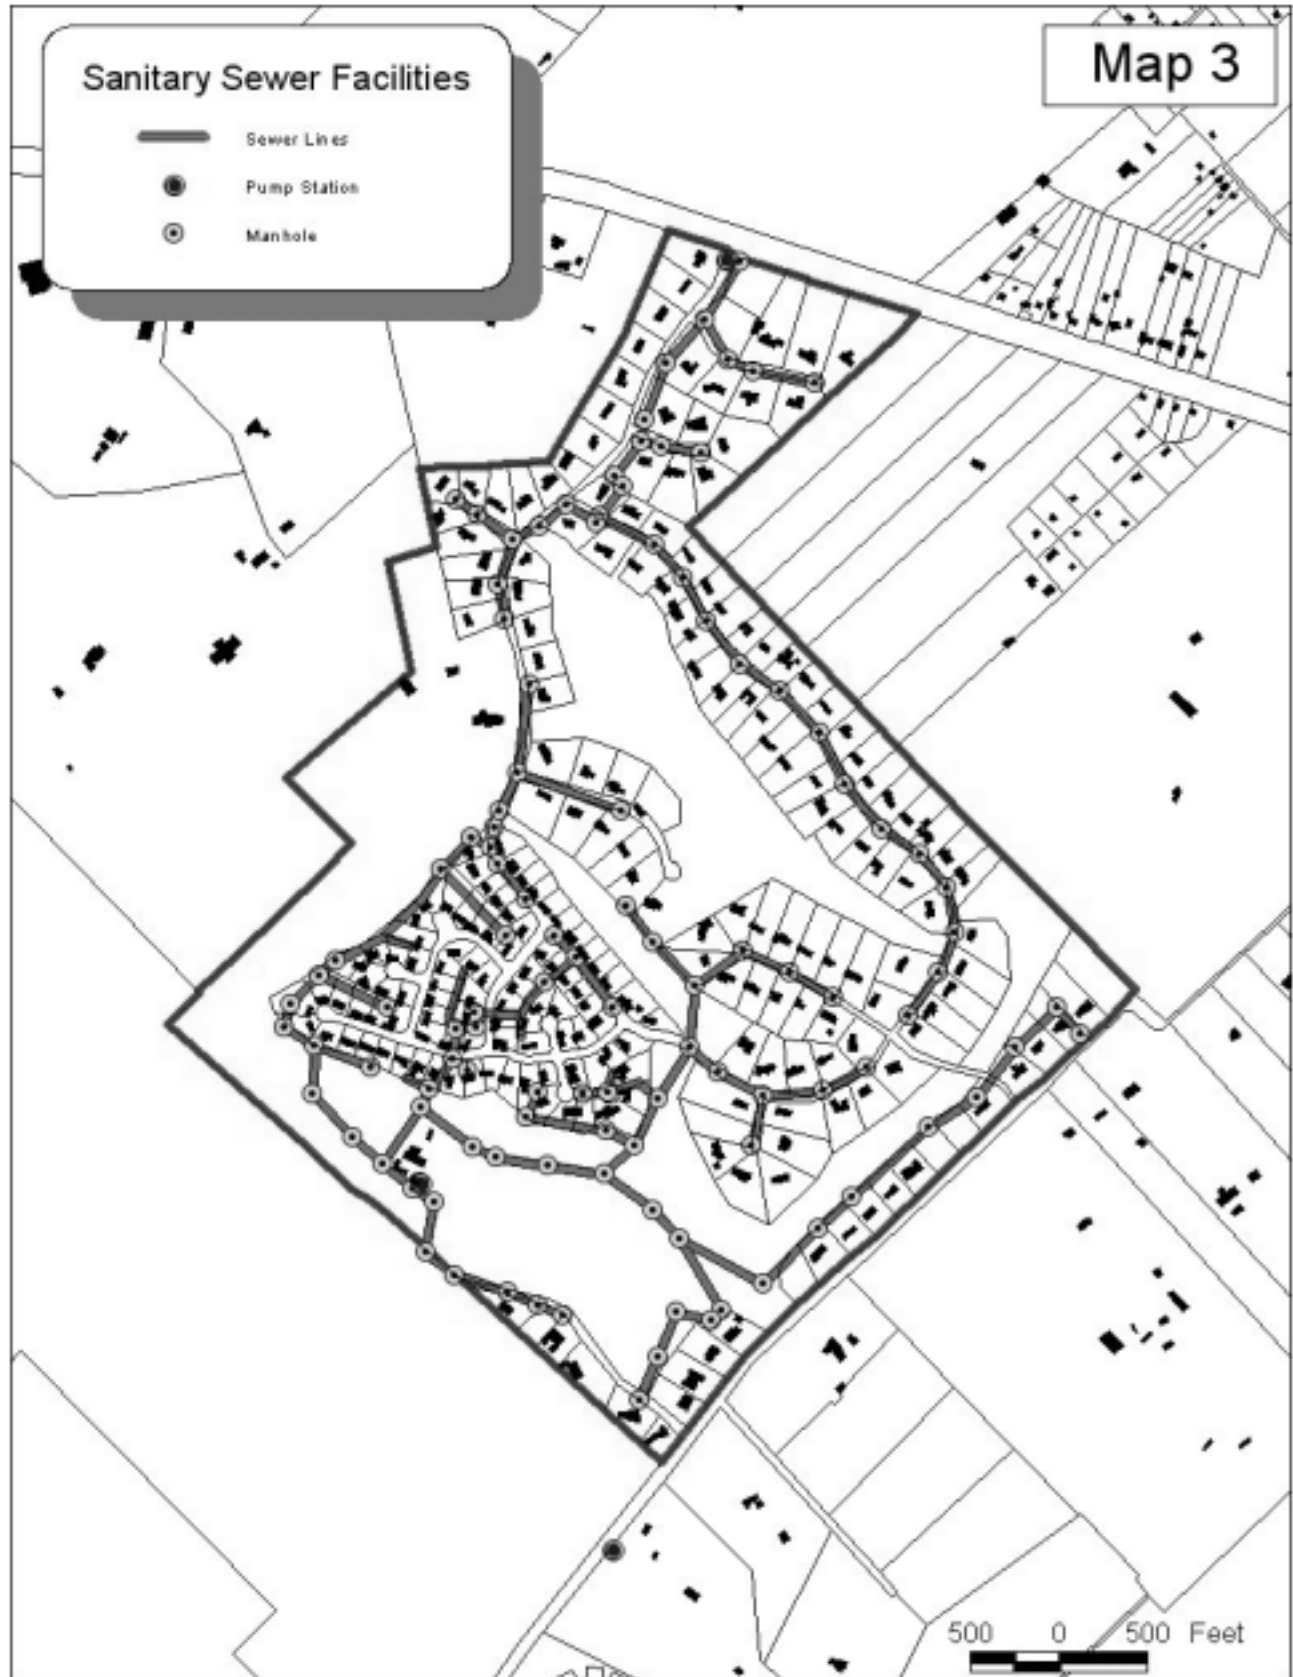 Sanitary Sewer Facilities
Sewer Lines
Pump Station
Manhole
Map 3
500 0 500 Feet